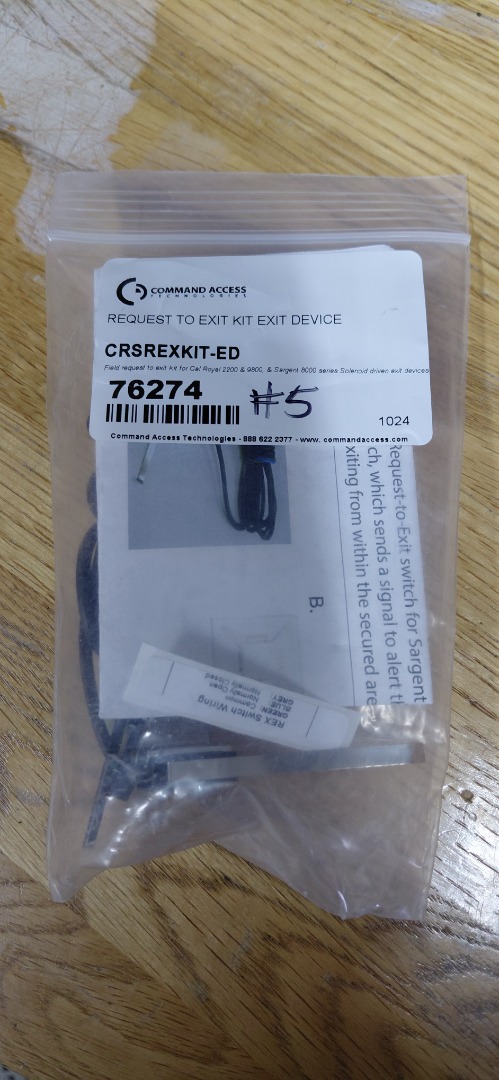 COMMAND ACCESS
TECHNOLOGIES
REQUEST TO EXIT KIT EXIT DEVICE
CRSREXKIT-ED
Field request to exit kit for Cal Royal 2200 & 9800, & Sargent 8000 series Solenoid driven exit devices
76274
#5
1024
Command Access Technologies - 888 622 2377 - www. commandaccess.com
Request-to-Exit switch for Sargent
ch, which sends a signal to alert th
xiting from within the secured are
B.
REX Switch Wiring
GREEN: Common
BLUE: Normally Open
GREY: Normally Closed